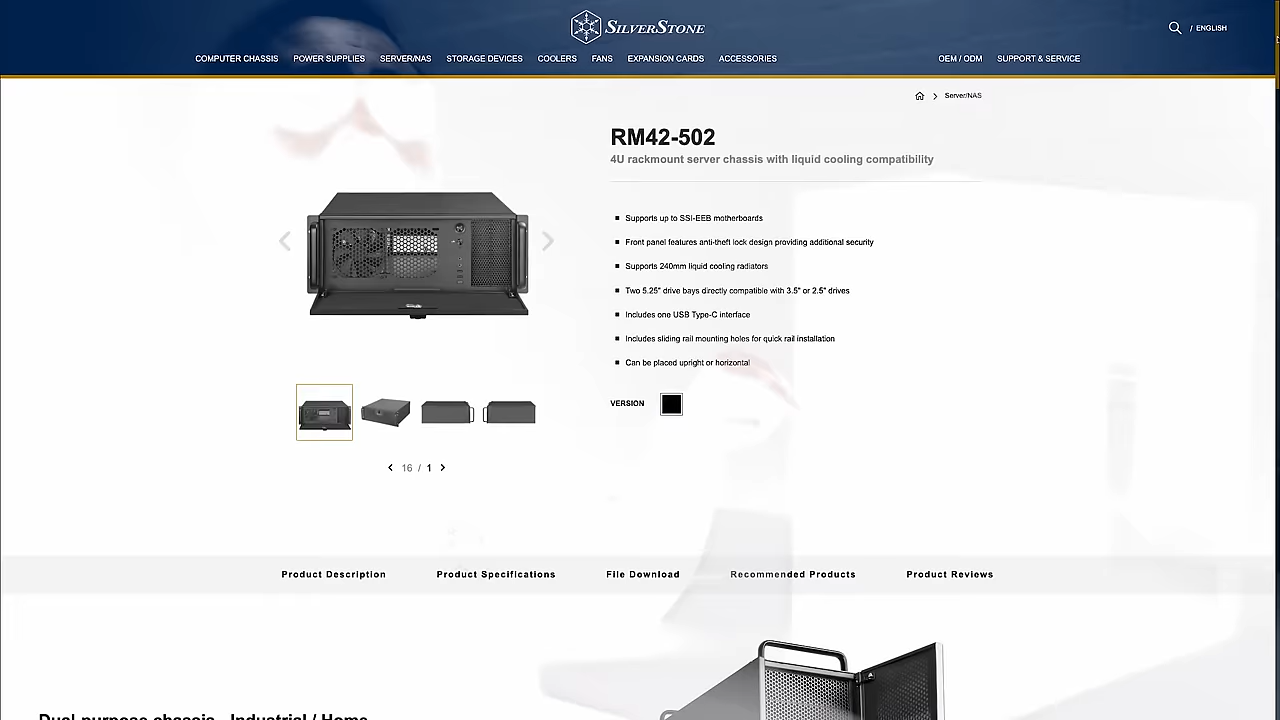 SILVERSTONE
/ ENGLISH
COMPUTER CHASSIS POWER SUPPLIES SERVER/NAS STORAGE DEVICES COOLERS FANS EXPANSION CARDS ACCESSORIES OEM / ODM SUPPORT & SERVICE
> Server/NAS
RM42-502
4U rackmount server chassis with liquid cooling compatibility
Supports up to SSI-EEB motherboards
Front panel features anti-theft lock design providing additional security
Supports 240mm liquid cooling radiators
Two 5.25" drive bays directly compatible with 3.5" or 2.5" drives
Includes one USB Type-C interface
Includes sliding rail mounting holes for quick rail installation
Can be placed upright or horizontal
VERSION
< 16 / 1 >
Product Description Product Specifications File Download Recommended Products Product Reviews
Dual-purpose chassis - Industrial / Home